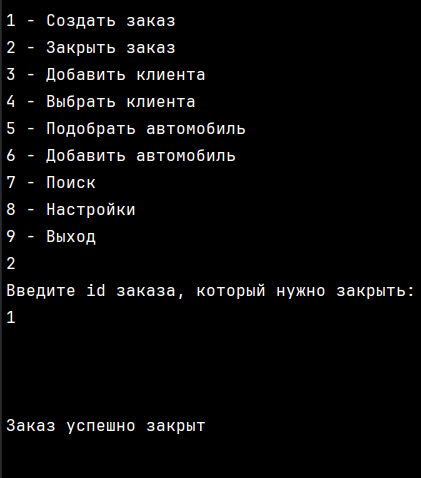 1 - Создать заказ
2 - Закрыть заказ
3 - Добавить клиента
4 - Выбрать клиента
5 - Подобрать автомобиль
6 - Добавить автомобиль
7 - Поиск
8 - Настройки
9 - Выход
2
Введите id заказа, который нужно закрыть:
1
Заказ успешно закрыт